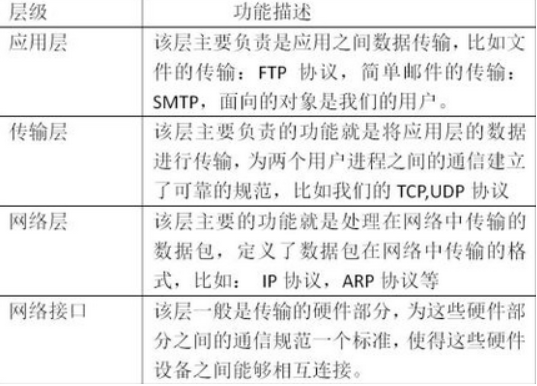 层级 功能描述
应用层 该层主要负责是应用之间数据传输，比如文
件的传输：FTP 协议，简单邮件的传输：
SMTP，面向的对象是我们的用户。
传输层 该层主要负责的功能就是将应用层的数据
进行传输，为两个用户进程之间的通信建立
了可靠的规范，比如我们的 TCP,UDP 协议
网络层 该层主要的功能就是处理在网络中传输的
数据包，定义了数据包在网络中传输的格
式，比如： IP 协议，ARP 协议等
网络接口 该层一般是传输的硬件部分，为这些硬件部
分之间的通信规范一个标准，使得这些硬件
设备之间能够相互连接。